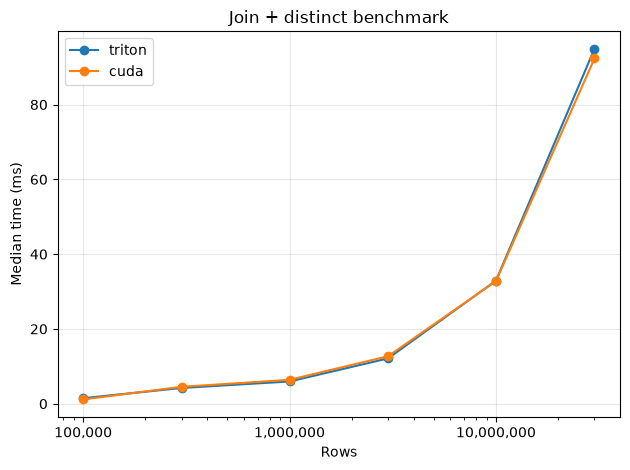 Join + distinct benchmark
triton
cuda
Median time (ms)
80
60
40
20
0
100,000
1,000,000
10,000,000
Rows